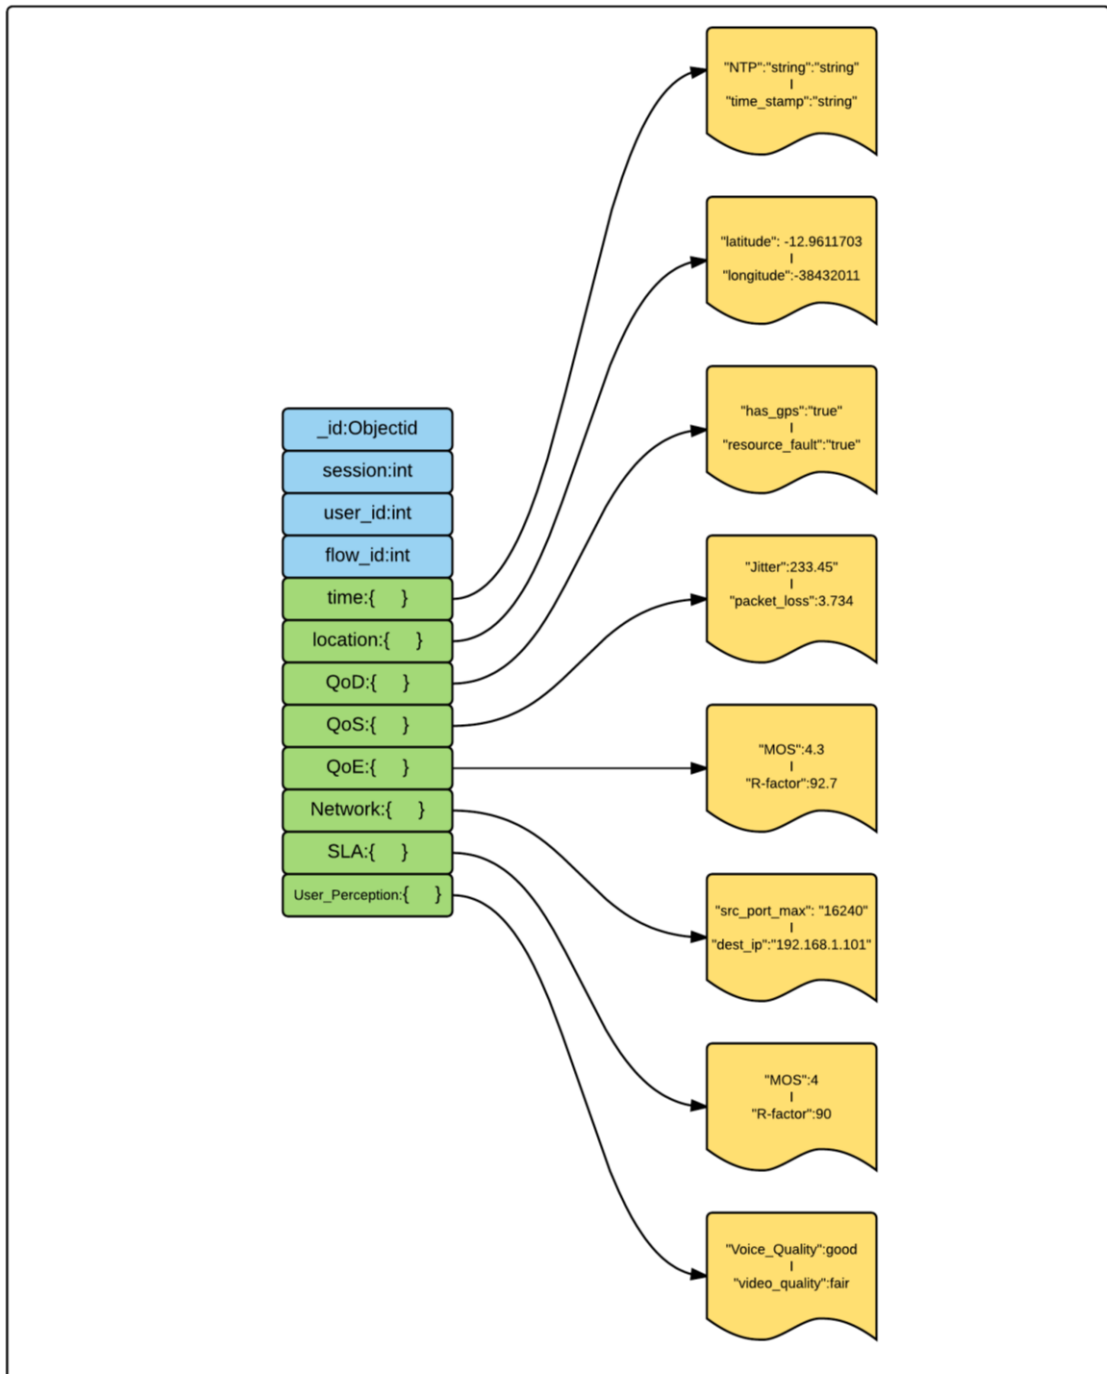 _id:Objectid
session:int
user_id:int
flow_id:int
time:{ }
location:{ }
QoD:{ }
QoS:{ }
QoE:{ }
Network:{ }
SLA:{ }
User_Perception:{ }
"NTP":"string":"string"
I
"time_stamp":"string"
"latitude": -12.9611703
I
"longitude":-38432011
"has_gps":"true"
I
"resource_fault":"true"
"Jitter":233.45"
I
"packet_loss":3.734
"MOS":4.3
I
"R-factor":92.7
"src_port_max": "16240"
I
"dest_ip":"192.168.1.101"
"MOS":4
I
"R-factor":90
"Voice_Quality":good
I
"video_quality":fair